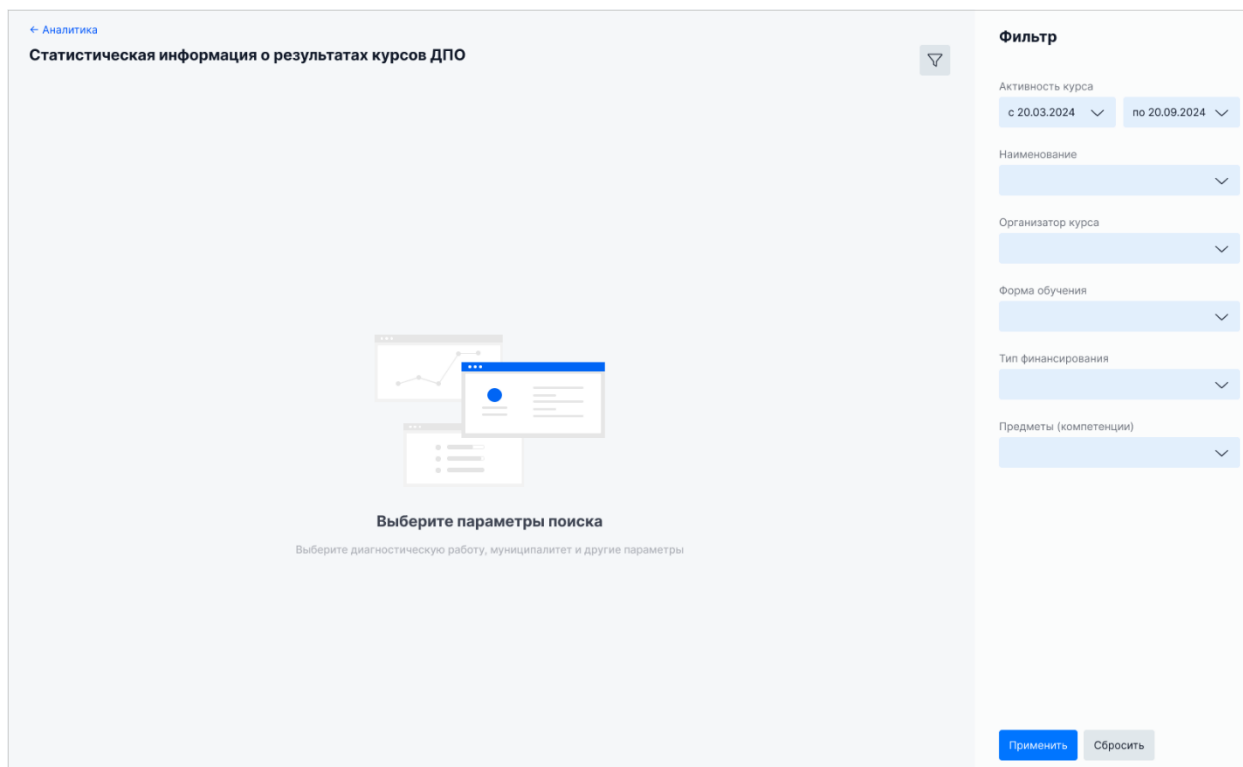 ← Аналитика
Статистическая информация о результатах курсов ДПО
Выберите параметры поиска
Выберите диагностическую работу, муниципалитет и другие параметры
Фильтр
Активность курса
с 20.03.2024 по 20.09.2024
Наименование
Организатор курса
Форма обучения
Тип финансирования
Предметы (компетенции)
Применить Сбросить